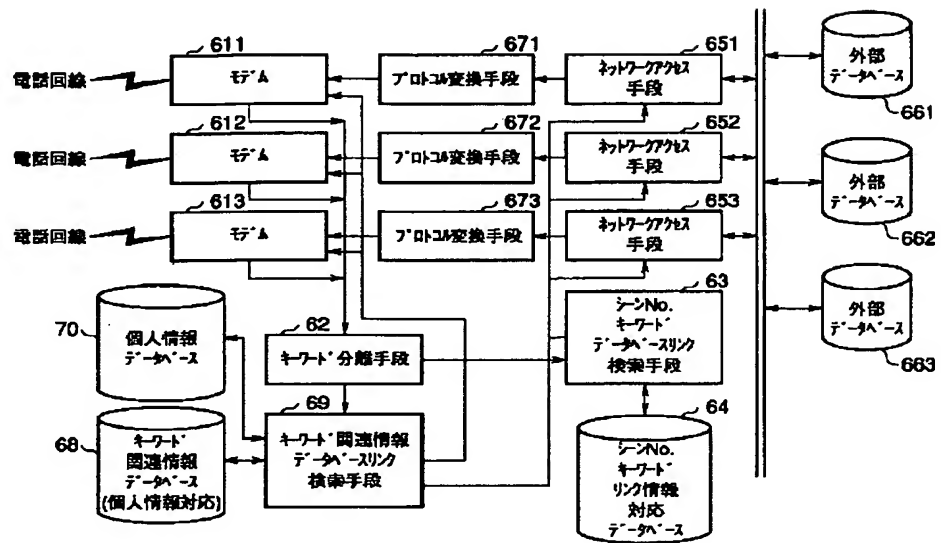 611
671
651
電話回線
モデム
プロトコル変換手段
ネットワークアクセス
手段
外部
データベース
661
612
672
652
電話回線
モデム
プロトコル変換手段
ネットワークアクセス
手段
外部
データベース
662
613
673
653
電話回線
モデム
プロトコル変換手段
ネットワークアクセス
手段
外部
データベース
663
70
個人情報
データベース
62
キーワード分離手段
63
シーンNo.
キーワード
データベースリンク
検索手段
68
キーワード
関連情報
データベース
(個人情報対応)
69
キーワード関連情報
データベースリンク
検索手段
64
シーンNo.
キーワード
リンク情報
対応
データベース